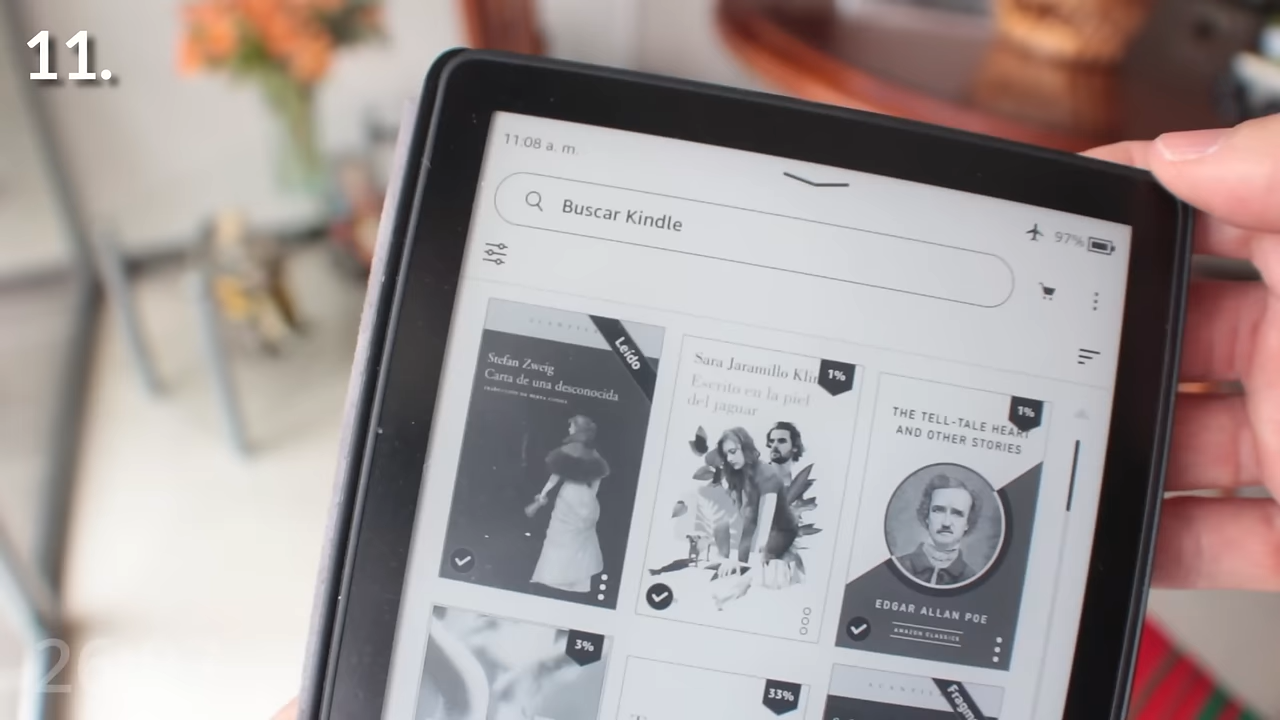 11.
11:08 a. m.
97%
Buscar Kindle
Leído
Stefan Zweig
Carta de una desconocida
Sara Jaramillo Klin
Escrito en la piel
del jaguar
1%
THE TELL-TALE HEART
AND OTHER STORIES
1%
EDGAR ALLAN POE
AMAZON CLASSICS
3%
33%
Fragm